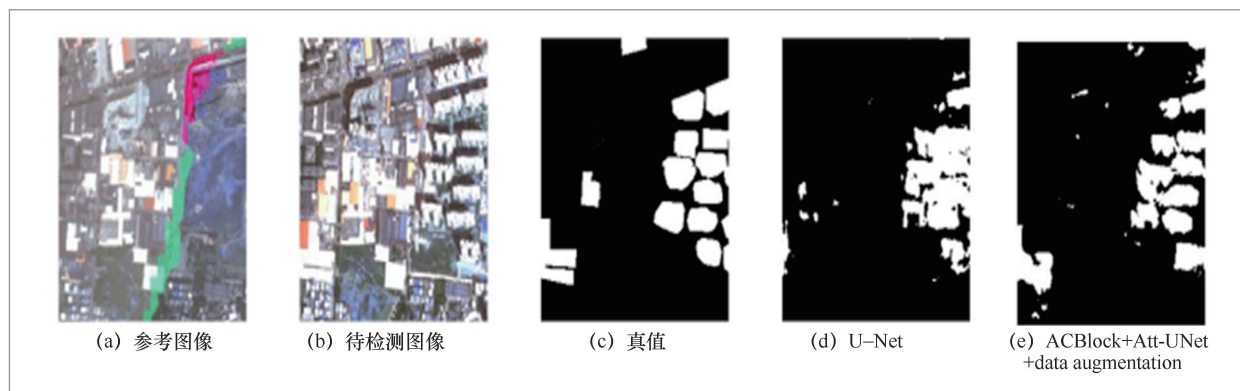 (a) 参考图像
(b) 待检测图像
(c) 真值
(d) U–Net
(e) ACBlock+Att-UNet
+data augmentation